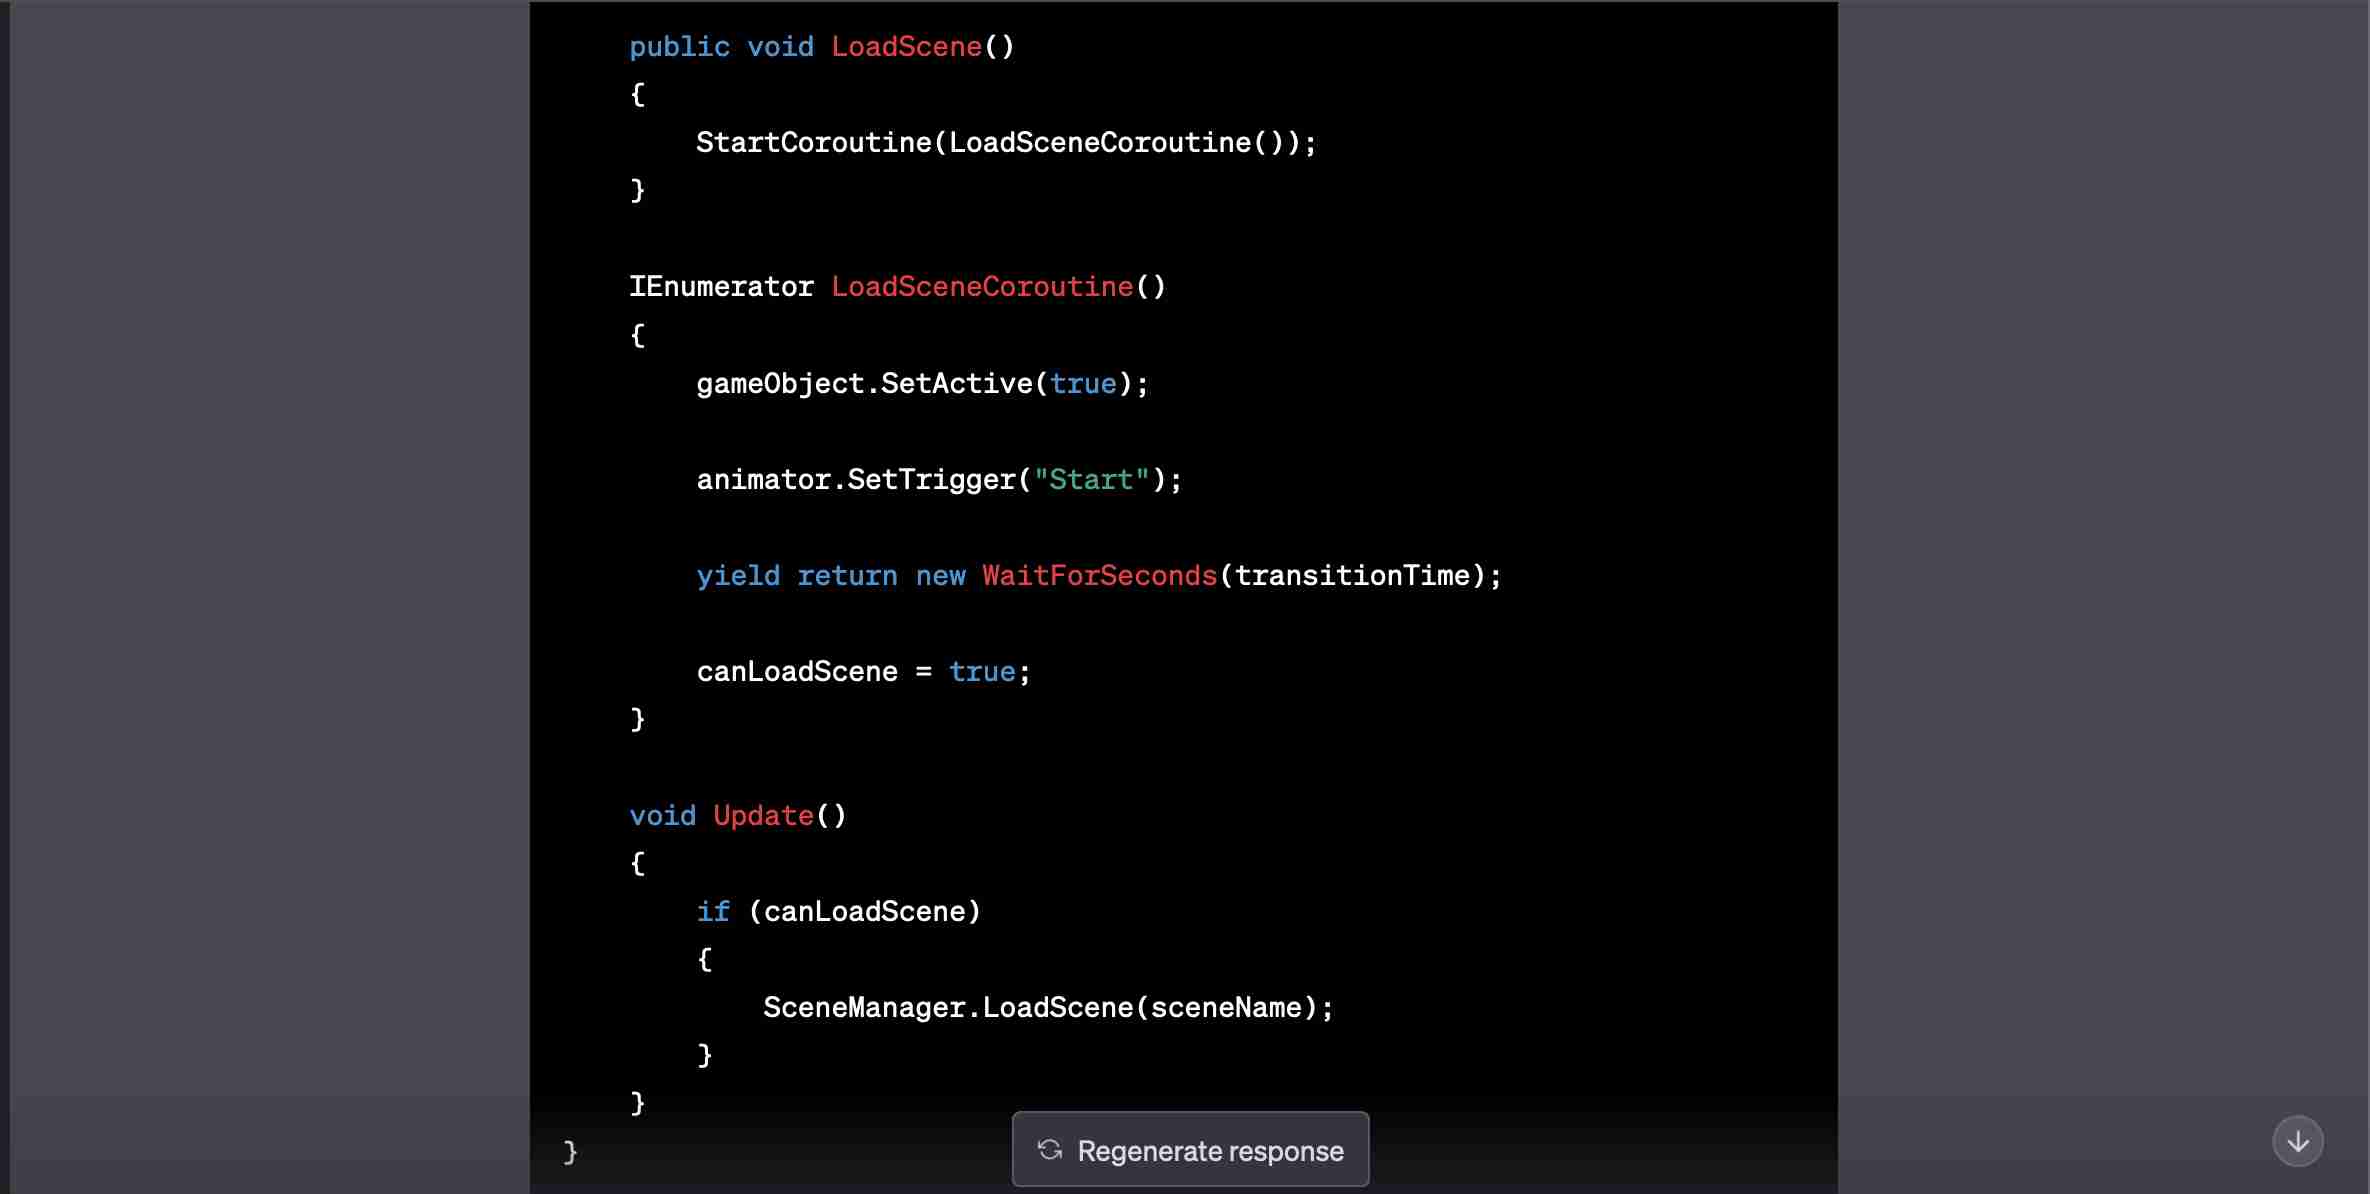 public void LoadScene()
{
StartCoroutine(LoadSceneCoroutine());
}
IEnumerator LoadSceneCoroutine()
{
gameObject.SetActive(true);
animator.SetTrigger("Start");
yield return new WaitForSeconds(transitionTime);
canLoadScene = true;
}
void Update()
{
if (canLoadScene)
{
SceneManager.LoadScene(sceneName);
}
}
}
Regenerate response